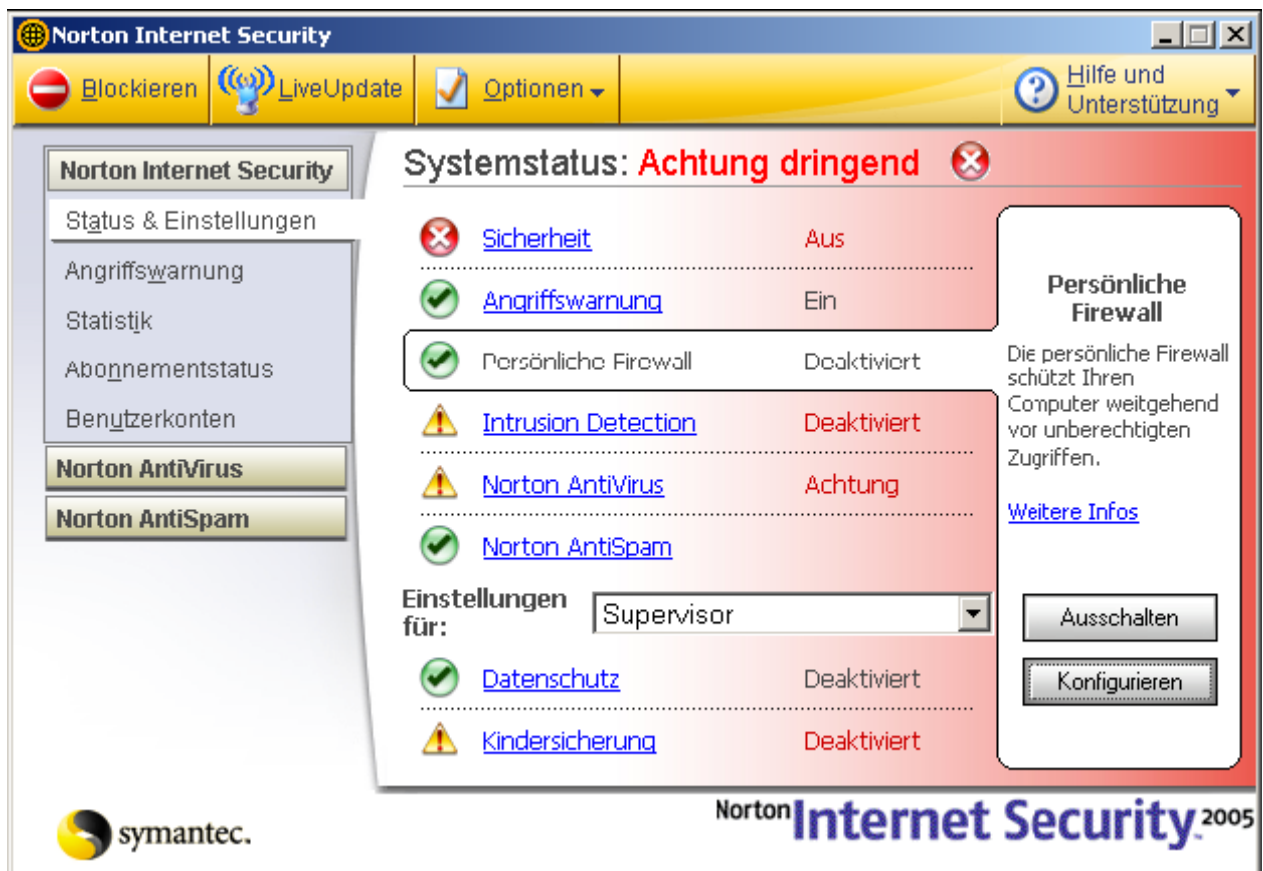 Norton Internet Security
Blockieren
LiveUpdate
Optionen
Hilfe und
Unterstützung
Norton Internet Security
Status & Einstellungen
Angriffswarnung
Statistik
Abonnementstatus
Benutzerkonten
Norton AntiVirus
Norton AntiSpam
Systemstatus: Achtung dringend
Sicherheit Aus
Angriffswarnung Ein
Persönliche Firewall Deaktiviert
Intrusion Detection Deaktiviert
Norton AntiVirus Achtung
Norton AntiSpam
Einstellungen
für:
Supervisor
Datenschutz Deaktiviert
Kindersicherung Deaktiviert
Persönliche
Firewall
Die persönliche Firewall
schützt Ihren
Computer weitgehend
vor unberechtigten
Zugriffen.
Weitere Infos
Ausschalten
Konfigurieren
symantec.
Norton Internet Security 2005